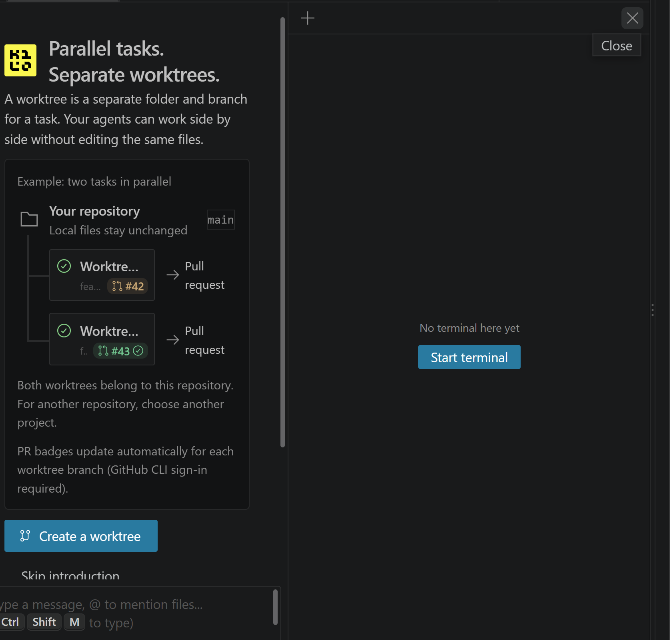 Parallel tasks.
Separate worktrees.
A worktree is a separate folder and branch
for a task. Your agents can work side by
side without editing the same files.
Example: two tasks in parallel
Your repository
main
Local files stay unchanged
Worktre...
Pull
request
fea...
#42
Worktre...
Pull
request
f..
#43
Both worktrees belong to this repository.
For another repository, choose another
project.
PR badges update automatically for each
worktree branch (GitHub CLI sign-in
required).
Create a worktree
Skip introduction
ype a message, @ to mention files...
Ctrl Shift M to type)
Close
No terminal here yet
Start terminal